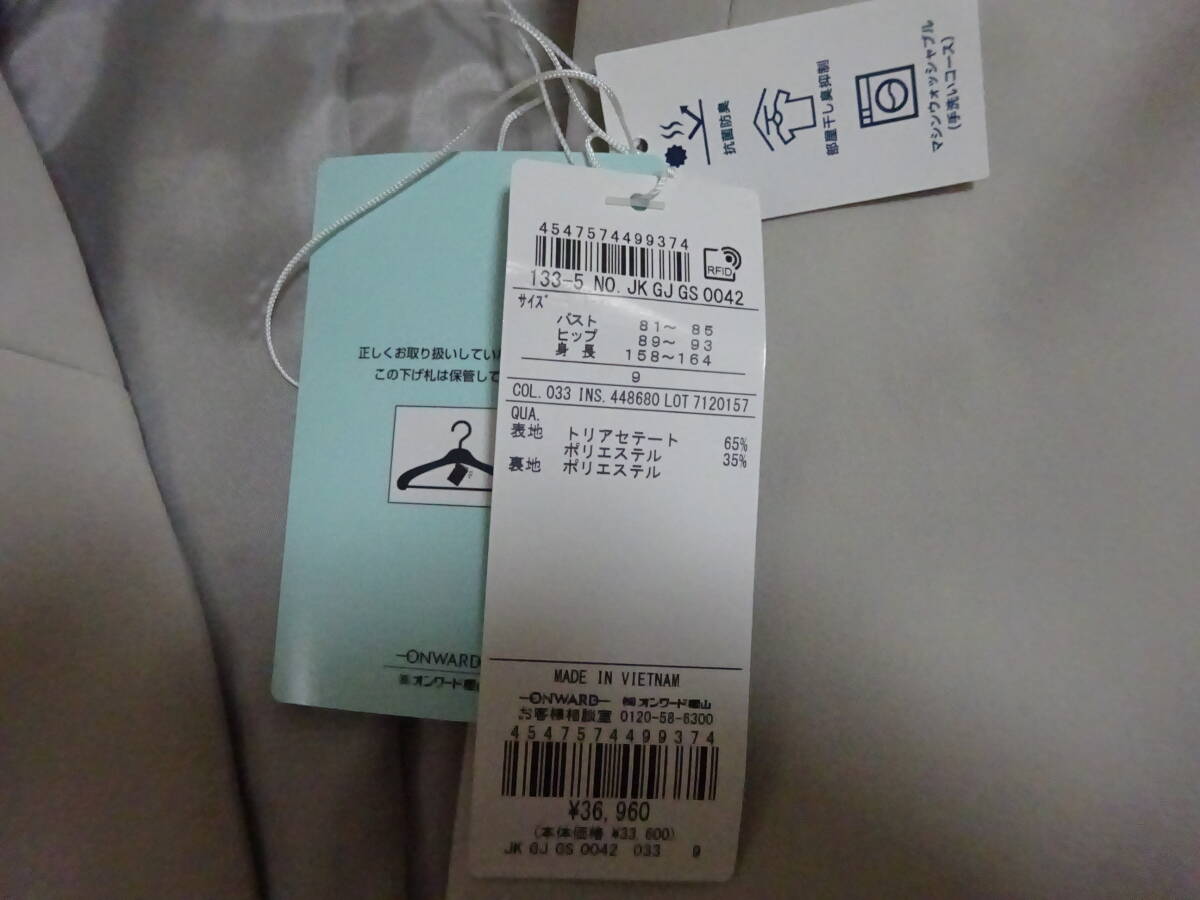 抗菌防臭
部屋干し臭抑制
マシンウォッシャブル
(手洗いコース)
正しくお取り扱いしていた
この下げ札は保管して
ONWARD
㈱オンワード樫山
4547574499374
RFID
133-5 NO. JK GJ GS 0042
サイズ
バスト 81～ 85
ヒップ 89～ 93
身長 158～164
9
COL. 033 INS. 448680 LOT 7120157
QUA.
表地 トリアセテート 65%
ポリエステル 35%
裏地 ポリエステル
MADE IN VIETNAM
ONWARD ㈱オンワード樫山
お客様相談室 0120-58-6300
4547574499374
¥36,960
(本体価格 ¥33,600)
JK GJ GS 0042 033 9